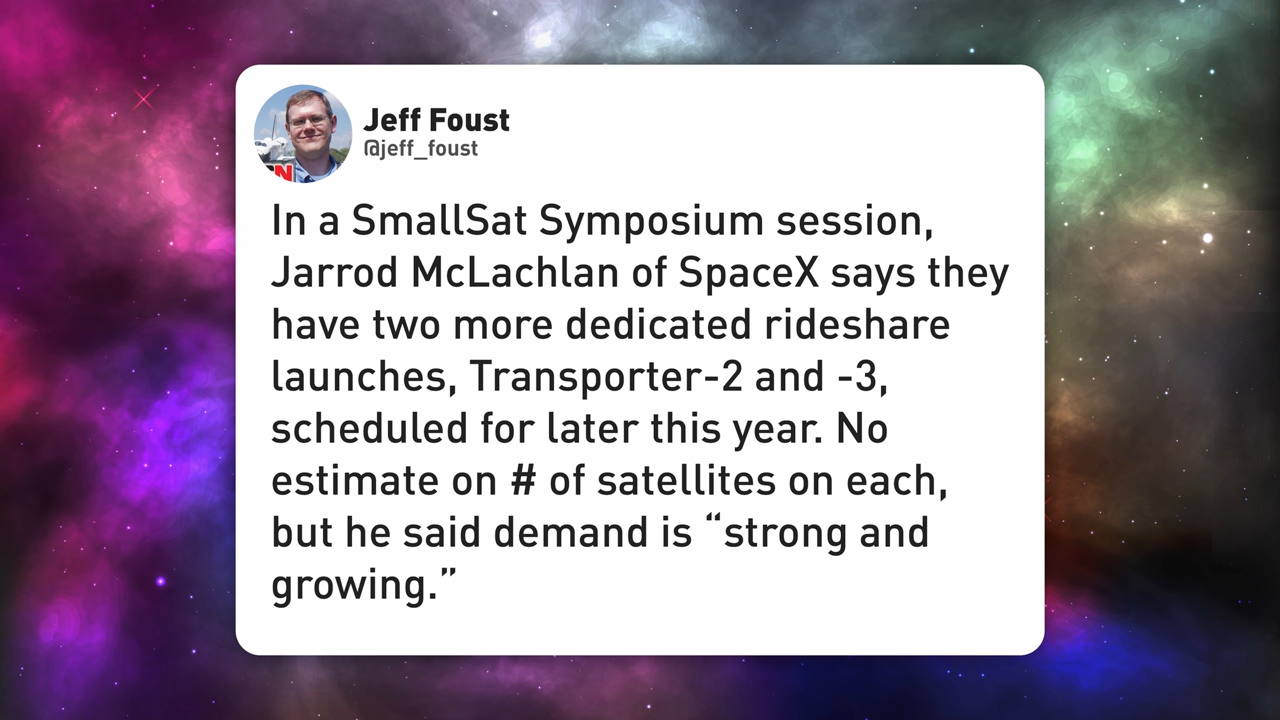 Jeff Foust
@jeff_foust
In a SmallSat Symposium session,
Jarrod McLachlan of SpaceX says they
have two more dedicated rideshare
launches, Transporter-2 and -3,
scheduled for later this year. No
estimate on # of satellites on each,
but he said demand is “strong and
growing.”
N